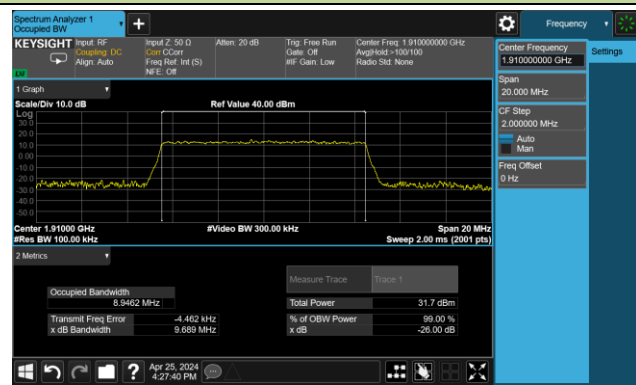 Spectrum Analyzer 1
Occupied BW
Frequency
KEYSIGHT
Input: RF
Coupling: DC
Align: Auto
Input Z: 50 Ω
Corr CCorr
Freq Ref: Int (S)
NFE: Off
Atten: 20 dB
Trig: Free Run
Gate: Off
#IF Gain: Low
Center Freq: 1.910000000 GHz
Avg|Hold:>100/100
Radio Std: None
Center Frequency
1.910000000 GHz
Settings
Span
20.000 MHz
CF Step
2.000000 MHz
Auto
Man
Freq Offset
0 Hz
1 Graph
Scale/Div 10.0 dB
Ref Value 40.00 dBm
Log
30.0
20.0
10.0
0.00
-10.0
-20.0
-30.0
-40.0
-50.0
Center 1.91000 GHz
#Video BW 300.00 kHz
Span 20 MHz
#Res BW 100.00 kHz
Sweep 2.00 ms (2001 pts)
2 Metrics
Measure Trace
Trace 1
Occupied Bandwidth
8.9462 MHz
Total Power
31.7 dBm
Transmit Freq Error
-4.462 kHz
% of OBW Power
99.00 %
x dB Bandwidth
9.689 MHz
x dB
-26.00 dB
Apr 25, 2024
4:27:40 PM